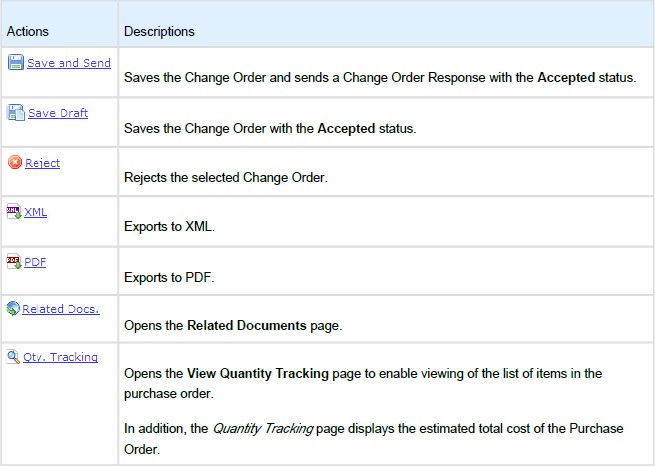 Actions Descriptions
Save and Send
Saves the Change Order and sends a Change Order Response with the Accepted status.
Save Draft
Saves the Change Order with the Accepted status.
Reject
Rejects the selected Change Order.
XML
Exports to XML.
PDF
Exports to PDF.
Related Docs.
Opens the Related Documents page.
Qty. Tracking
Opens the View Quantity Tracking page to enable viewing of the list of items in the
purchase order.
In addition, the Quantity Tracking page displays the estimated total cost of the Purchase
Order.